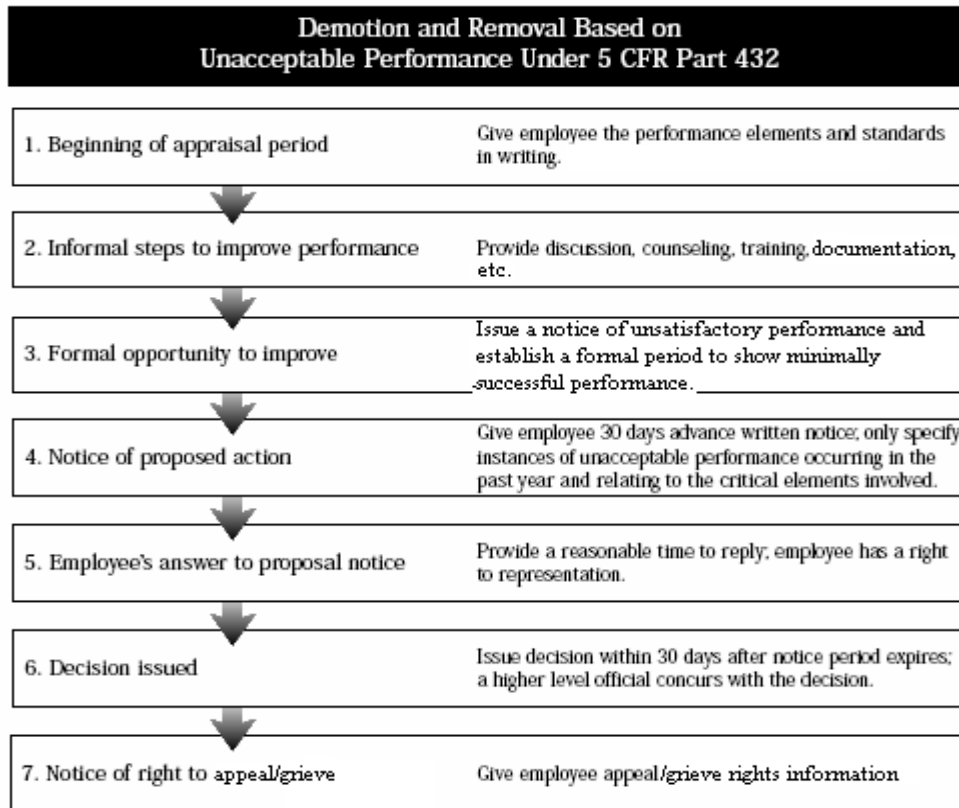 Demotion and Removal Based on
Unacceptable Performance Under 5 CFR Part 432
1. Beginning of appraisal period
Give employee the performance elements and standards
in writing.
2. Informal steps to improve performance
Provide discussion, counseling, training, documentation,
etc.
3. Formal opportunity to improve
Issue a notice of unsatisfactory performance and
establish a formal period to show minimally
successful performance.
4. Notice of proposed action
Give employee 30 days advance written notice; only specify
instances of unacceptable performance occurring in the
past year and relating to the critical elements involved.
5. Employee's answer to proposal notice
Provide a reasonable time to reply; employee has a right
to representation.
6. Decision issued
Issue decision within 30 days after notice period expires;
a higher level official concurs with the decision.
7. Notice of right to appeal/grieve
Give employee appeal/grieve rights information